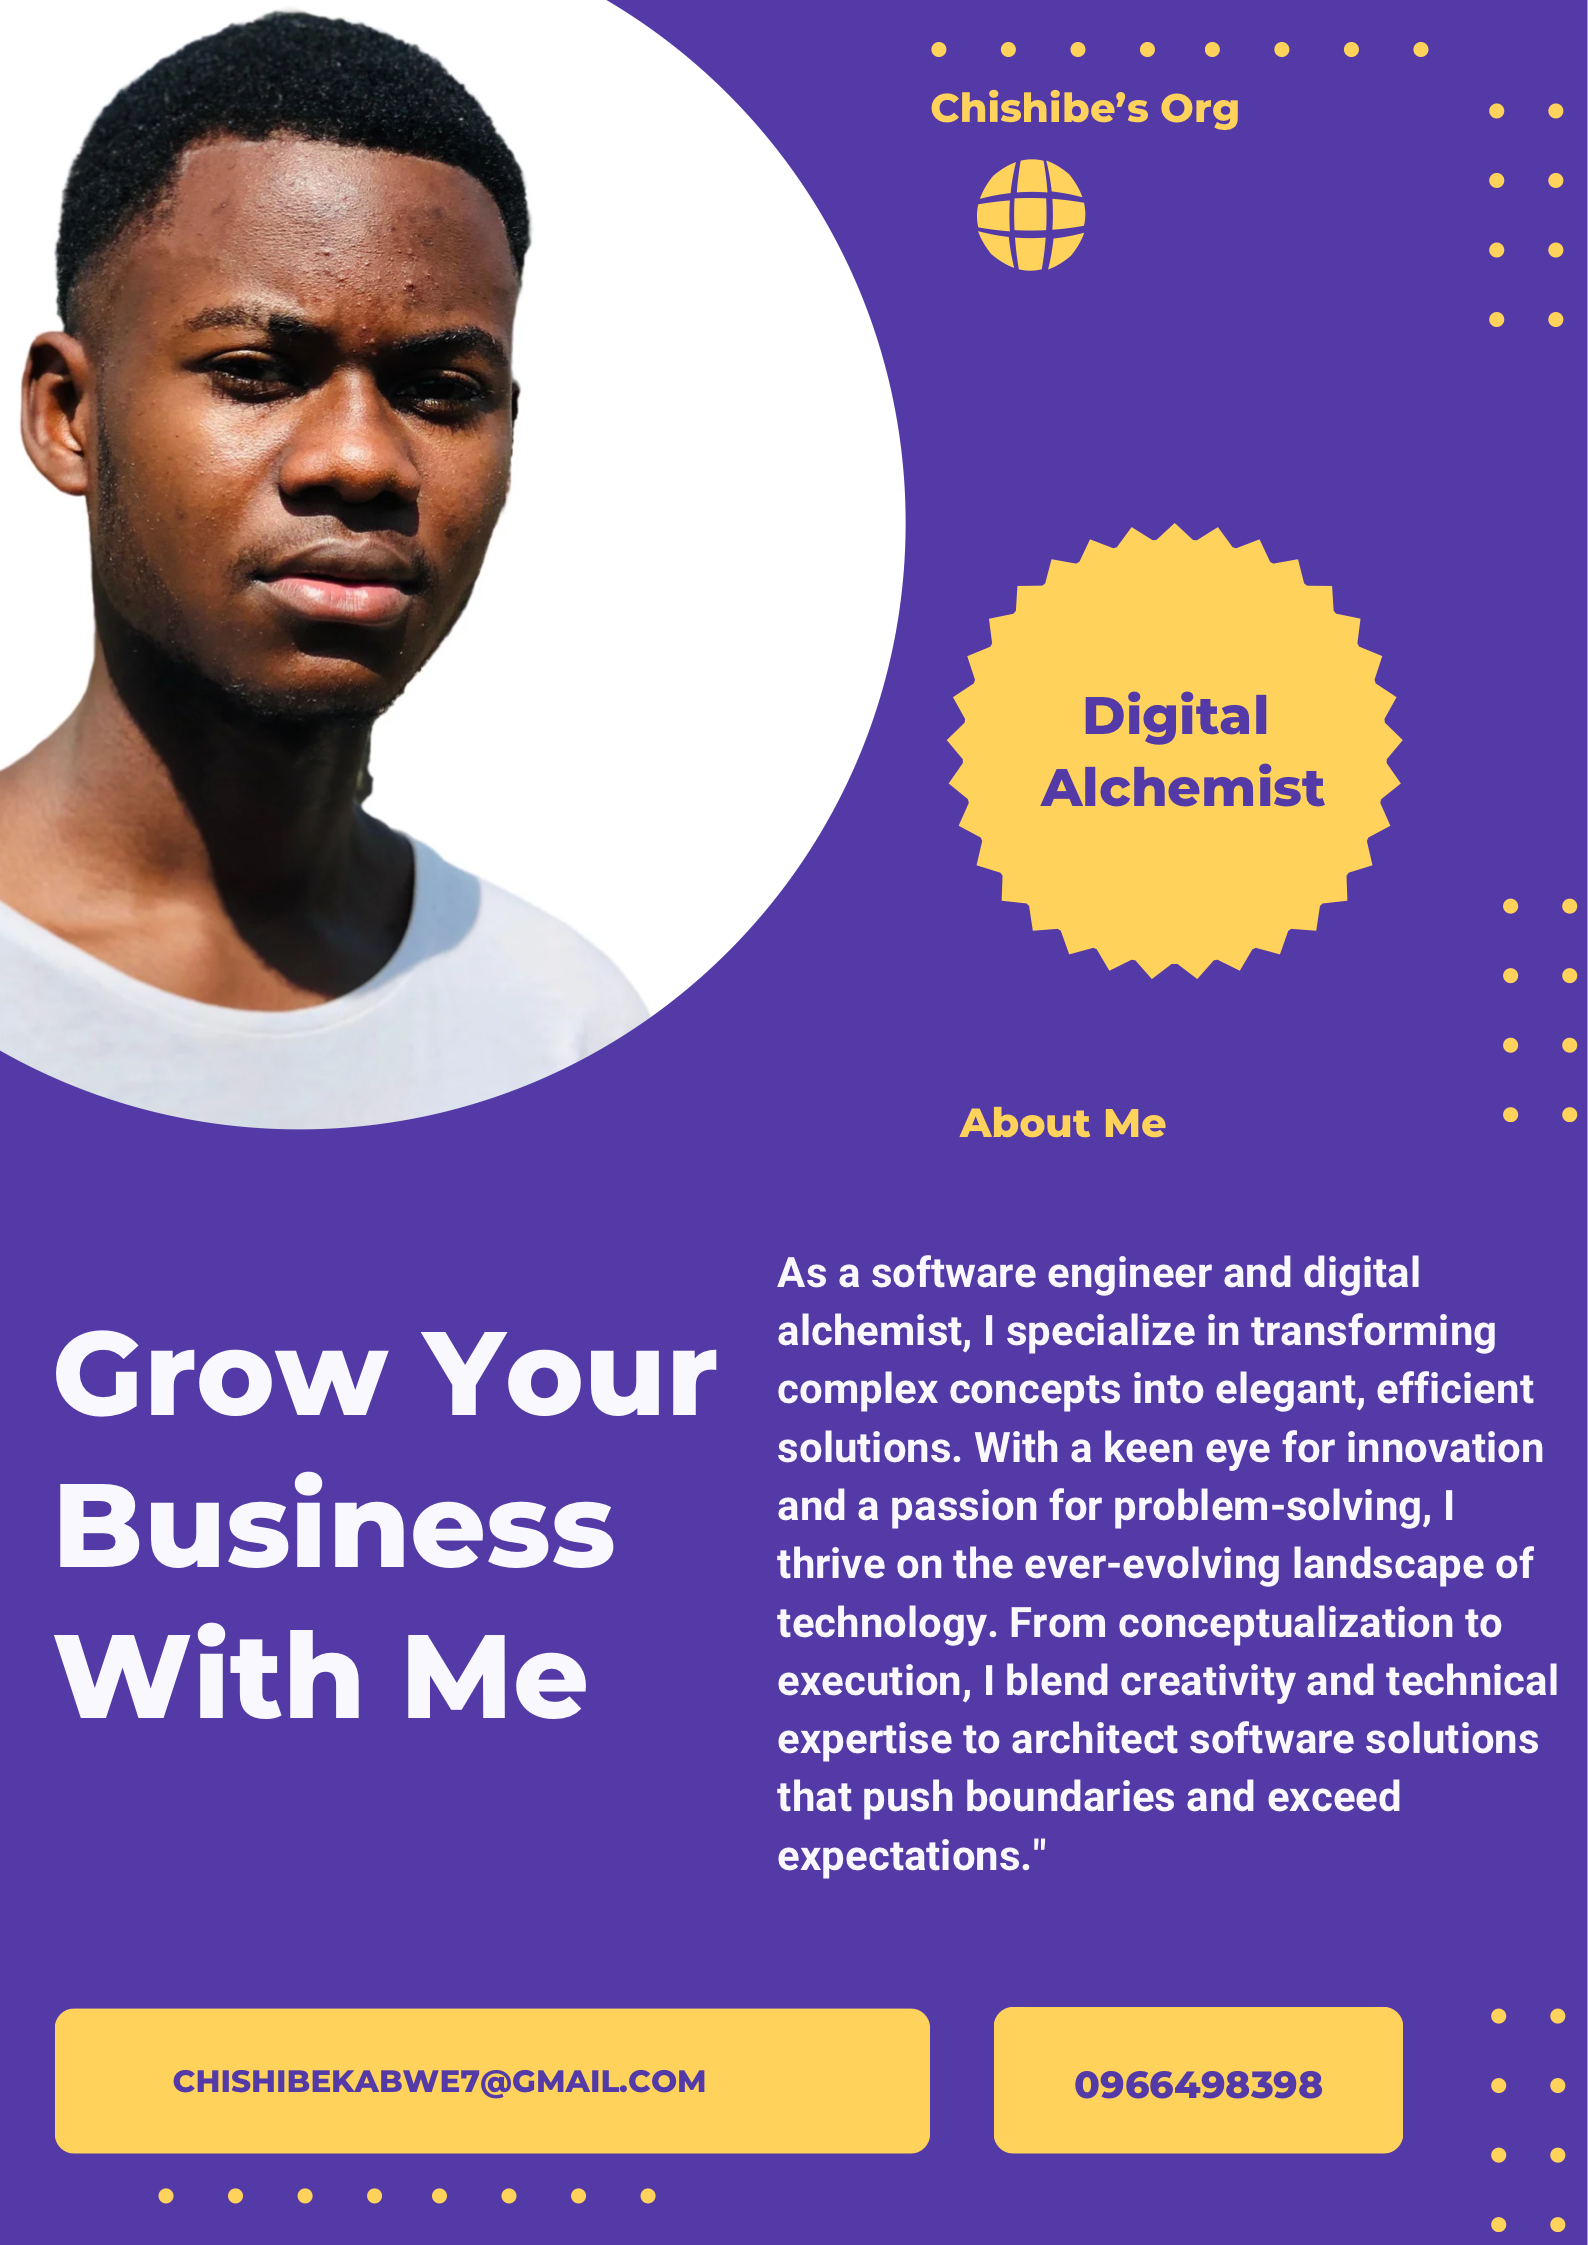 Chishibe’s Org
Digital
Alchemist
About Me
Grow Your
Business
With Me
As a software engineer and digital
alchemist, I specialize in transforming
complex concepts into elegant, efficient
solutions. With a keen eye for innovation
and a passion for problem-solving, I
thrive on the ever-evolving landscape of
technology. From conceptualization to
execution, I blend creativity and technical
expertise to architect software solutions
that push boundaries and exceed
expectations."
CHISHIBEKABWE7@GMAIL.COM
0966498398